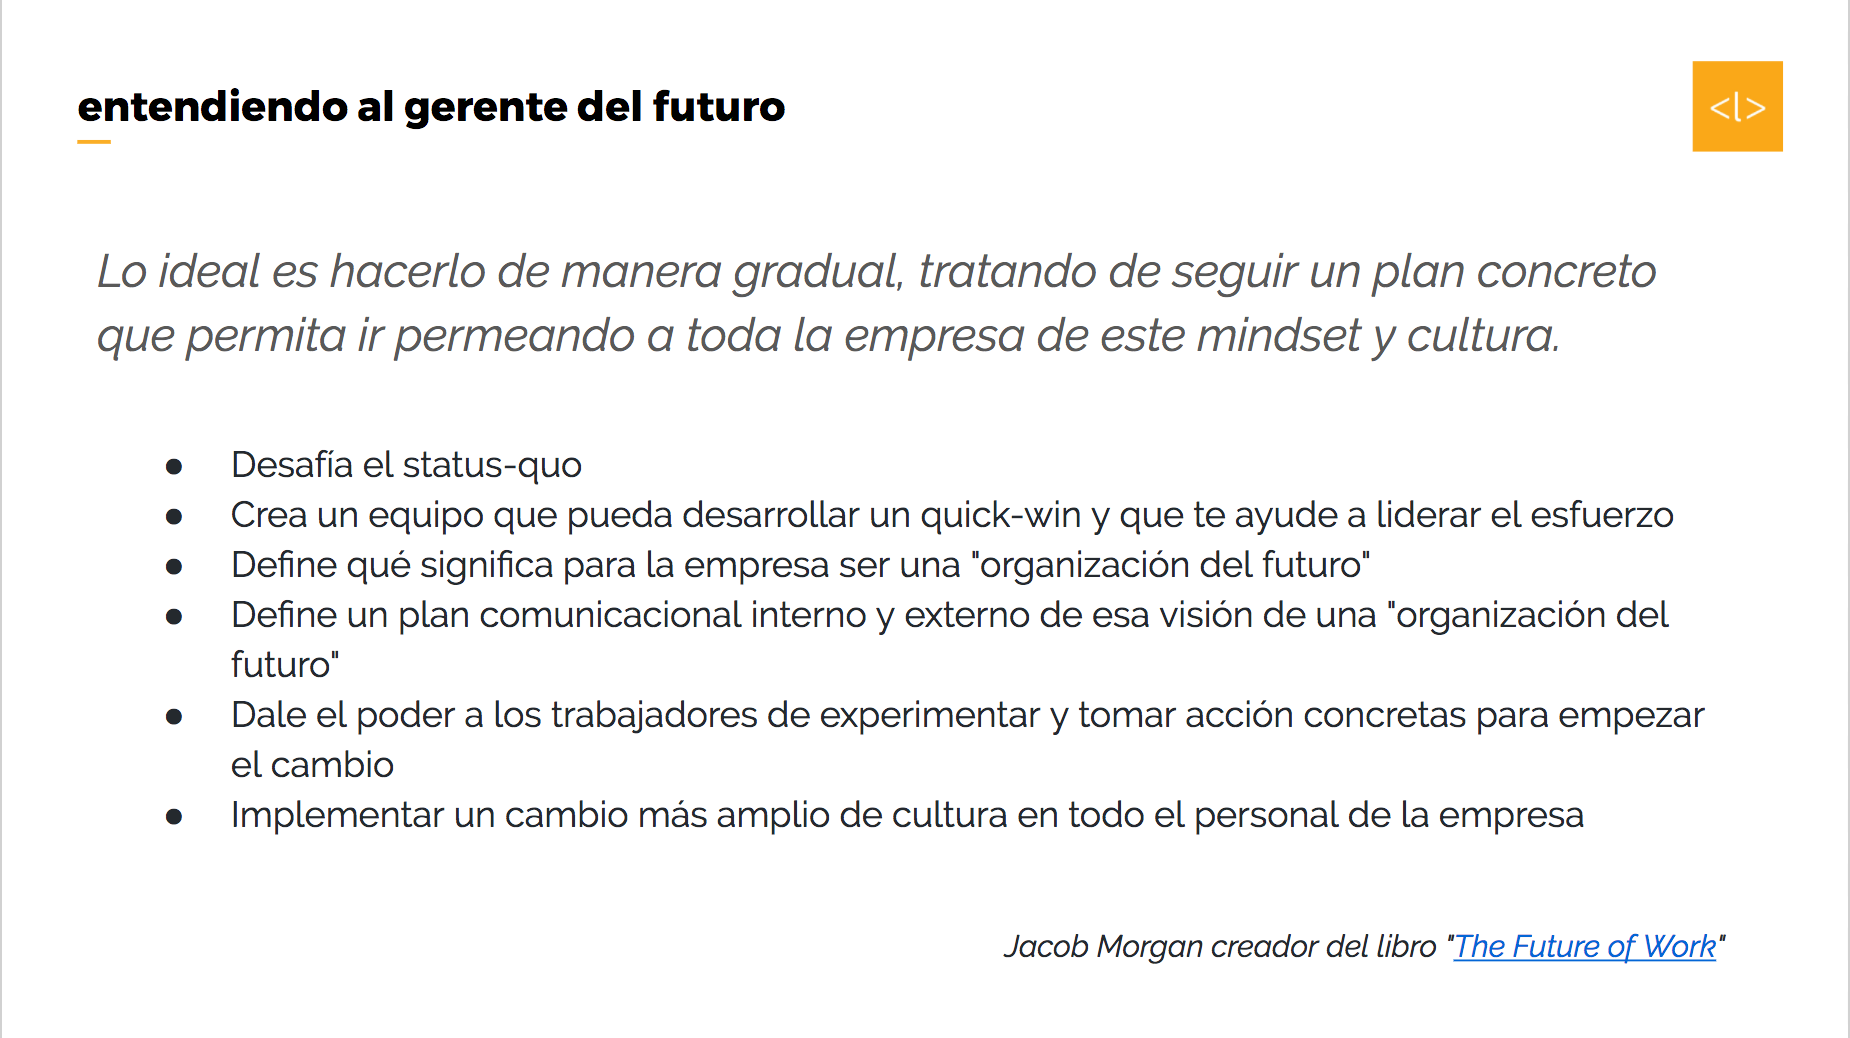 entendiendo al gerente del futuro
<l>
Lo ideal es hacerlo de manera gradual, tratando de seguir un plan concreto
que permita ir permeando a toda la empresa de este mindset y cultura.
● Desafía el status-quo
● Crea un equipo que pueda desarrollar un quick-win y que te ayude a liderar el esfuerzo
● Define qué significa para la empresa ser una "organización del futuro"
● Define un plan comunicacional interno y externo de esa visión de una "organización del
futuro"
● Dale el poder a los trabajadores de experimentar y tomar acción concretas para empezar
el cambio
● Implementar un cambio más amplio de cultura en todo el personal de la empresa
Jacob Morgan creador del libro "The Future of Work"